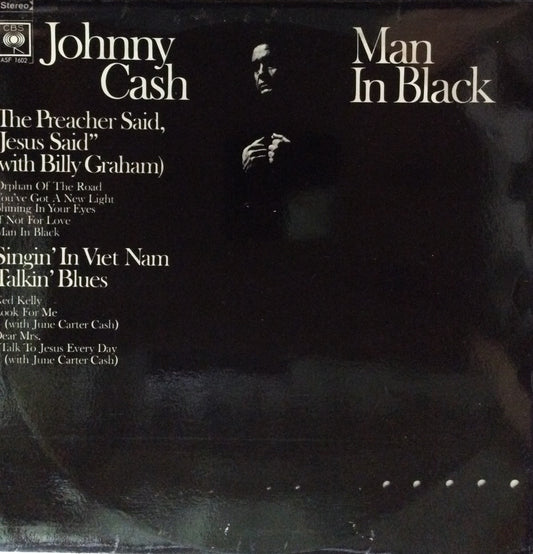 Stereo
CBS
ASF 1602
Johnny
Cash
Man
In Black
The Preacher Said,
Jesus Said”
with Billy Graham)
Orphan Of The Road
You've Got A New Light
Shining In Your Eyes
If Not For Love
Man In Black
Singin' In Viet Nam
Talkin' Blues
Ned Kelly
Look For Me
(with June Carter Cash)
Dear Mrs.
Talk To Jesus Every Day
(with June Carter Cash)